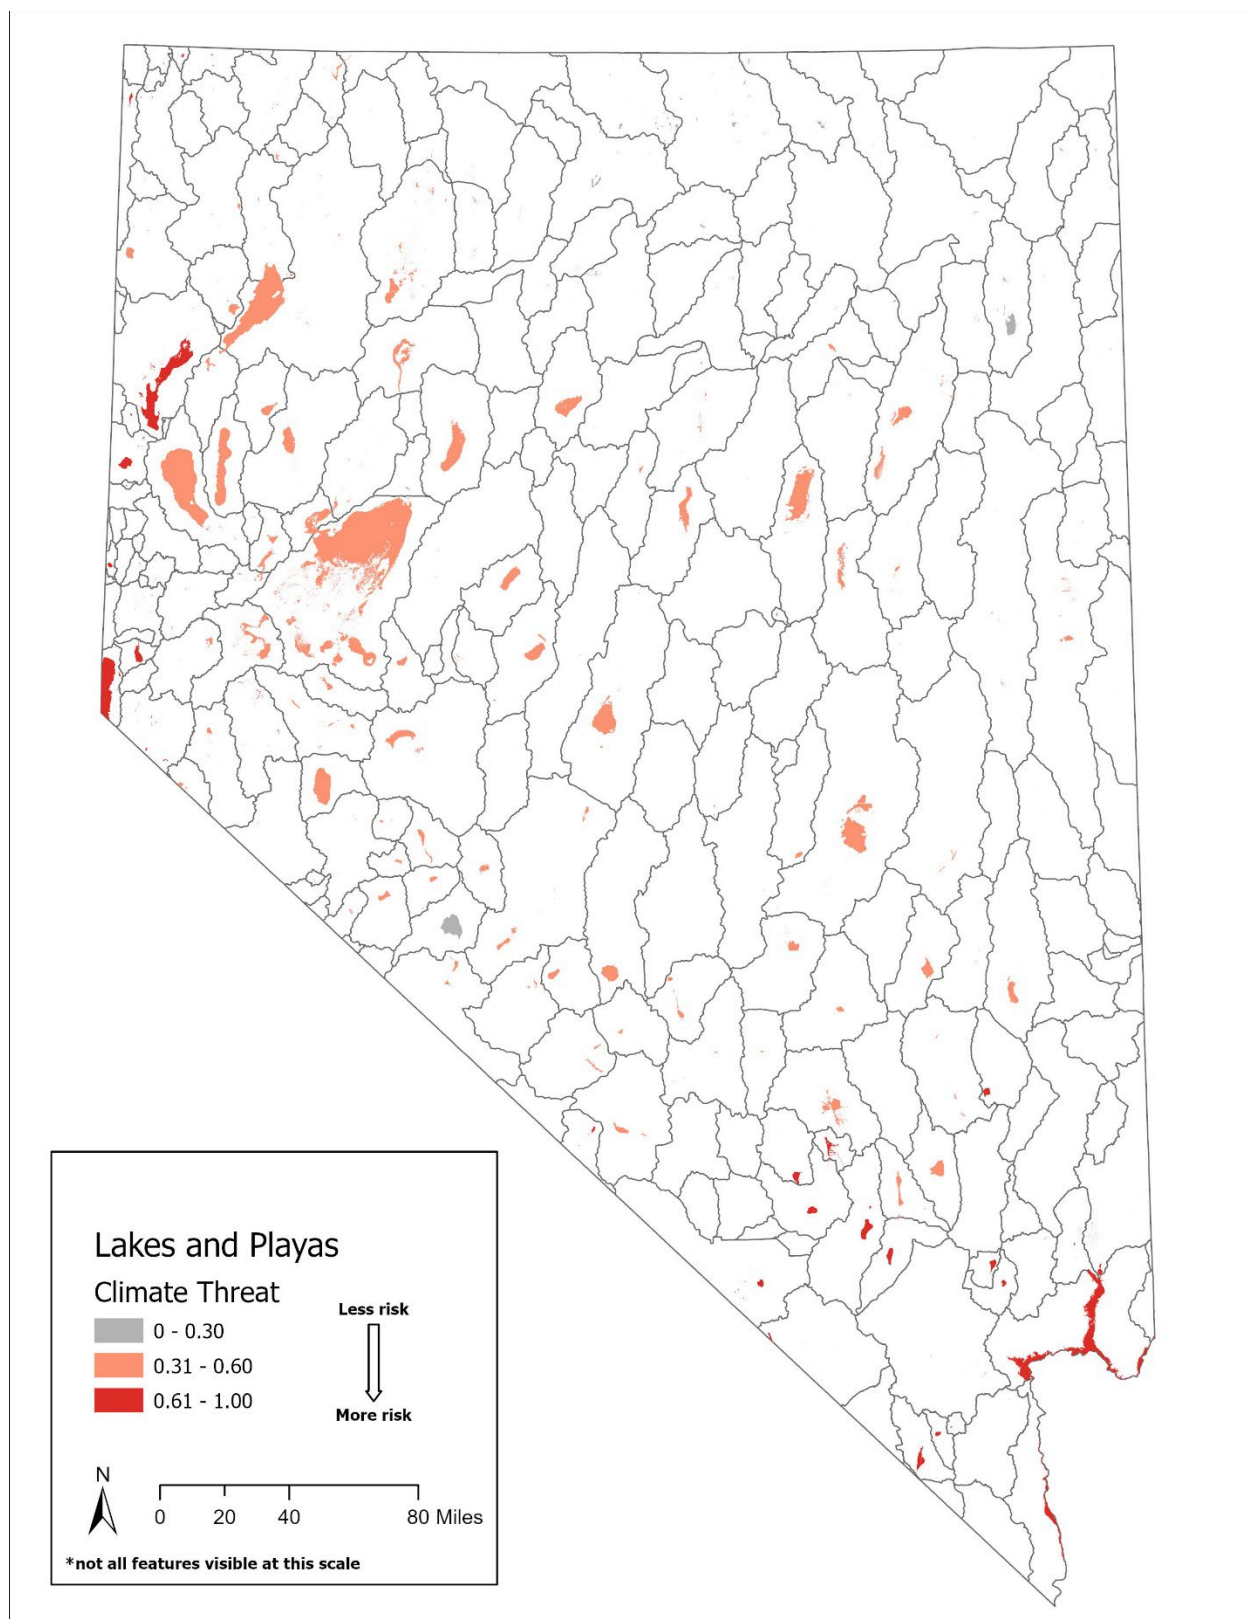 Lakes and Playas
Climate Threat
Less risk
0 - 0.30
0.31 - 0.60
0.61 - 1.00
More risk
N
0 20 40 80 Miles
*not all features visible at this scale